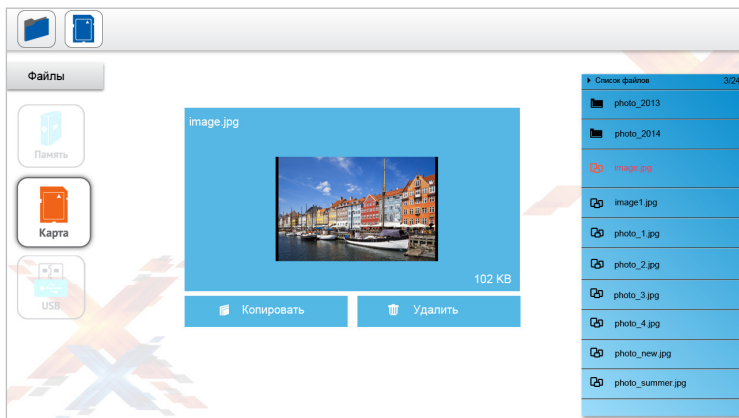 Файлы
Память
Карта
USB
image.jpg
102 KB
Копировать
Удалить
Список файлов 3/24
photo_2013
photo_2014
image.jpg
image1.jpg
photo_1.jpg
photo_2.jpg
photo_3.jpg
photo_4.jpg
photo_new.jpg
photo_summer.jpg